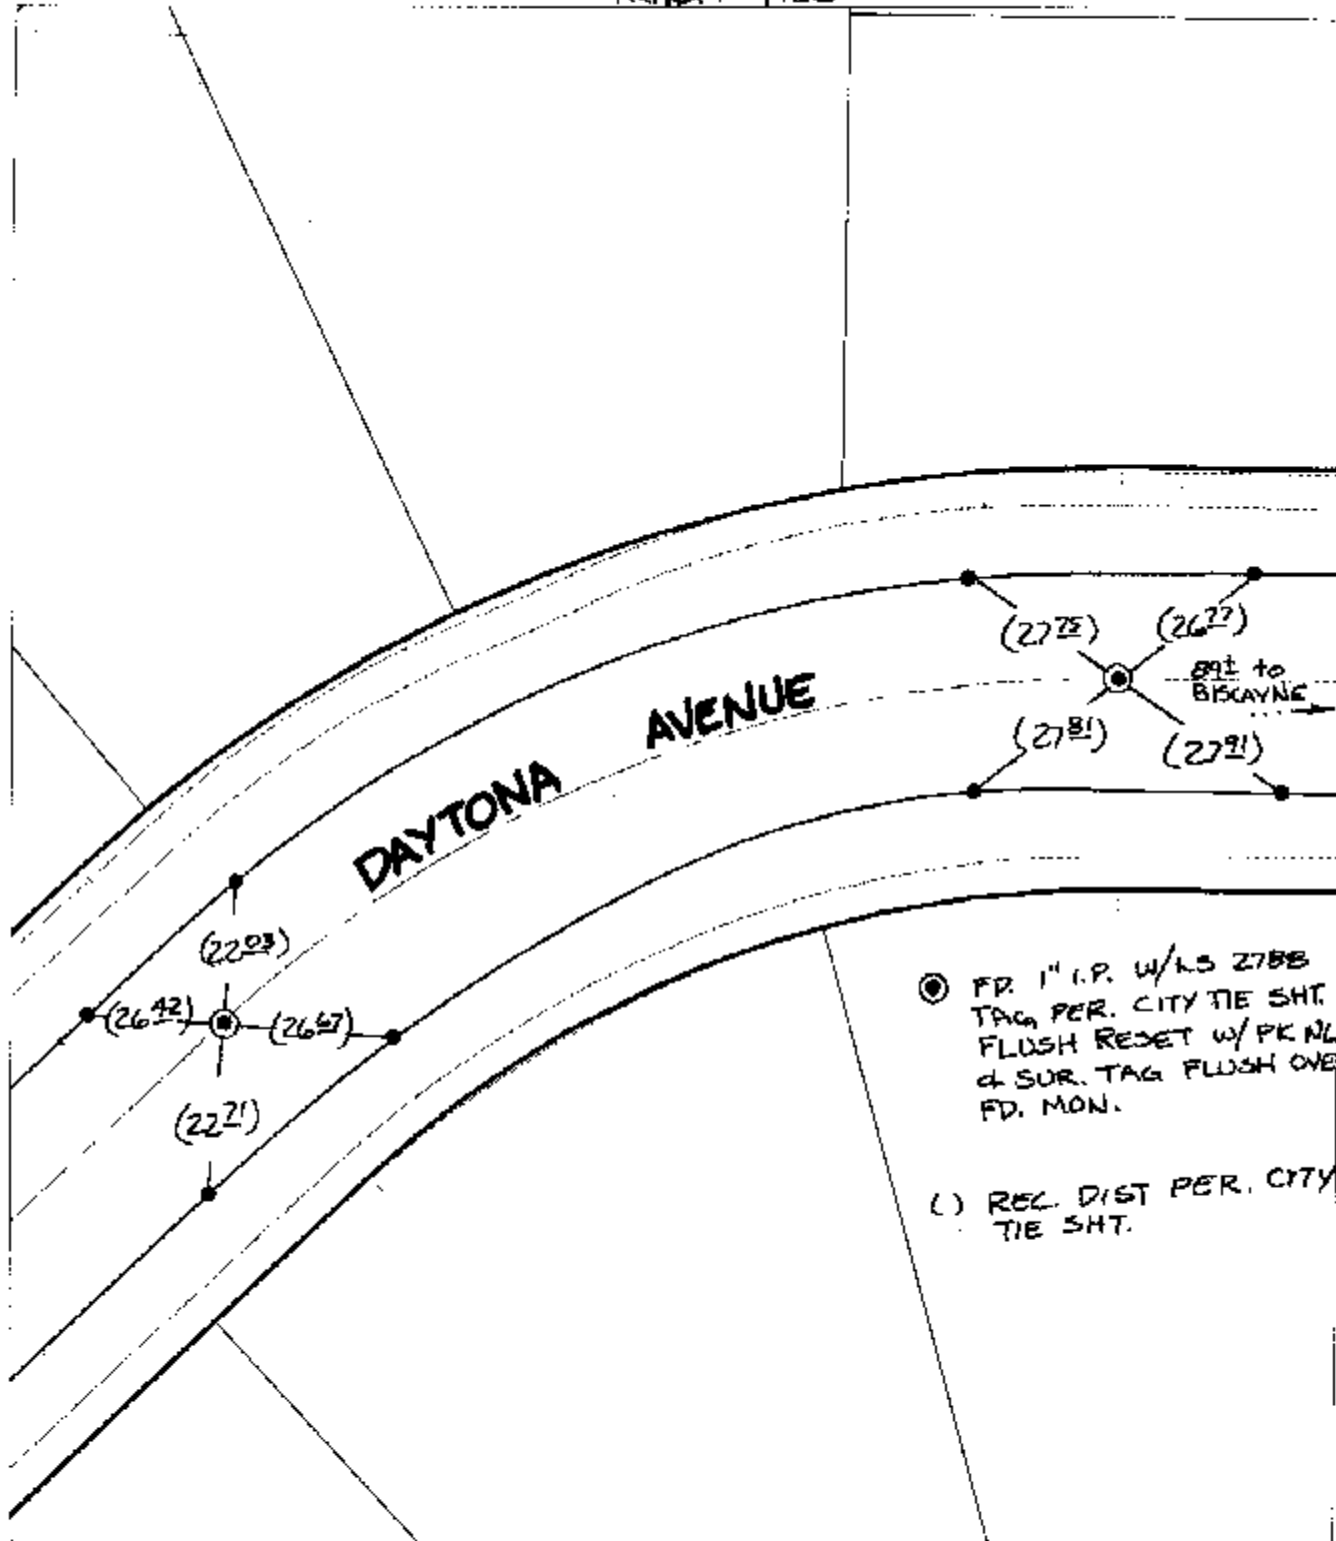 (27 75)
(26 77)
89± to
BISCAYNE
AVENUE
(27 81)
(27 91)
DAYTONA
(22 03)
(26 42)
(26 67)
(22 71)
FD. 1" I.P. W/LS 2788
TAG PER. CITY TIE SHT.
FLUSH RESET W/ PK NL
& SUR. TAG FLUSH OVE
FD. MON.
( ) REC. DIST PER. CITY
TIE SHT.